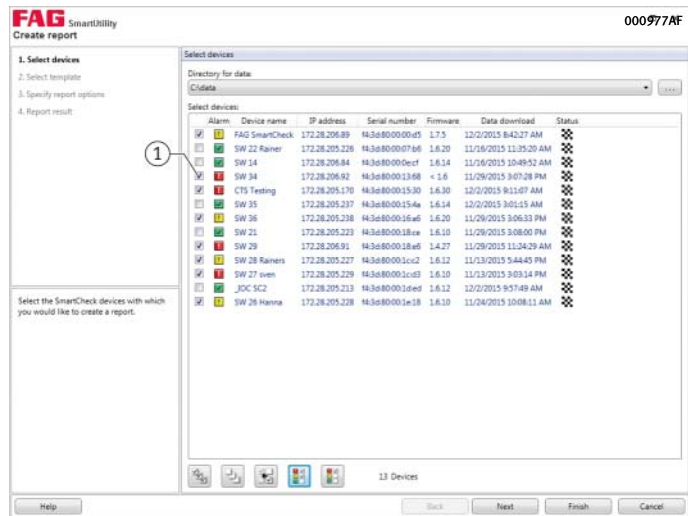 FAG SmartUtility
000977AF
Create report
1. Select devices
2. Select template
3. Specify report options
4. Report result
Select the SmartCheck devices with which
you would like to create a report.
Select devices
Directory for data:
C:\data
...
Select devices:
Alarm Device name IP address Serial number Firmware Data download Status
FAG SmartCheck 172.28.206.89 f4:3d:80:00:00:d5 1.7.5 12/2/2015 8:42:27 AM
SW 22 Rainer 172.28.205.226 f4:3d:80:00:07:b6 1.6.20 11/16/2015 11:35:20 AM
SW 14 172.28.206.84 f4:3d:80:00:0e:cf 1.6.14 11/16/2015 10:49:52 AM
1
SW 34 172.28.206.92 f4:3d:80:00:13:68 < 1.6 11/29/2015 3:07:28 PM
CTS Testing 172.28.205.170 f4:3d:80:00:15:30 1.6.30 12/2/2015 9:11:07 AM
SW 35 172.28.205.237 f4:3d:80:00:15:4a 1.6.14 12/2/2015 3:01:15 AM
SW 36 172.28.205.238 f4:3d:80:00:16:a6 1.6.20 11/29/2015 3:06:33 PM
SW 21 172.28.205.223 f4:3d:80:00:18:ce 1.6.10 11/29/2015 3:08:00 PM
SW 29 172.28.206.91 f4:3d:80:00:18:e6 1.4.27 11/29/2015 11:24:29 AM
SW 28 Rainers 172.28.205.227 f4:3d:80:00:1c:c2 1.6.12 11/13/2015 5:44:45 PM
SW 27 sven 172.28.205.229 f4:3d:80:00:1c:d3 1.6.10 11/13/2015 3:03:14 PM
_JOC SC2 172.28.205.213 f4:3d:80:00:1d:ed 1.6.12 12/2/2015 9:57:49 AM
SW 26 Hanna 172.28.205.228 f4:3d:80:00:1e:18 1.6.10 11/24/2015 10:08:11 AM
13 Devices
Help
Back
Next
Finish
Cancel